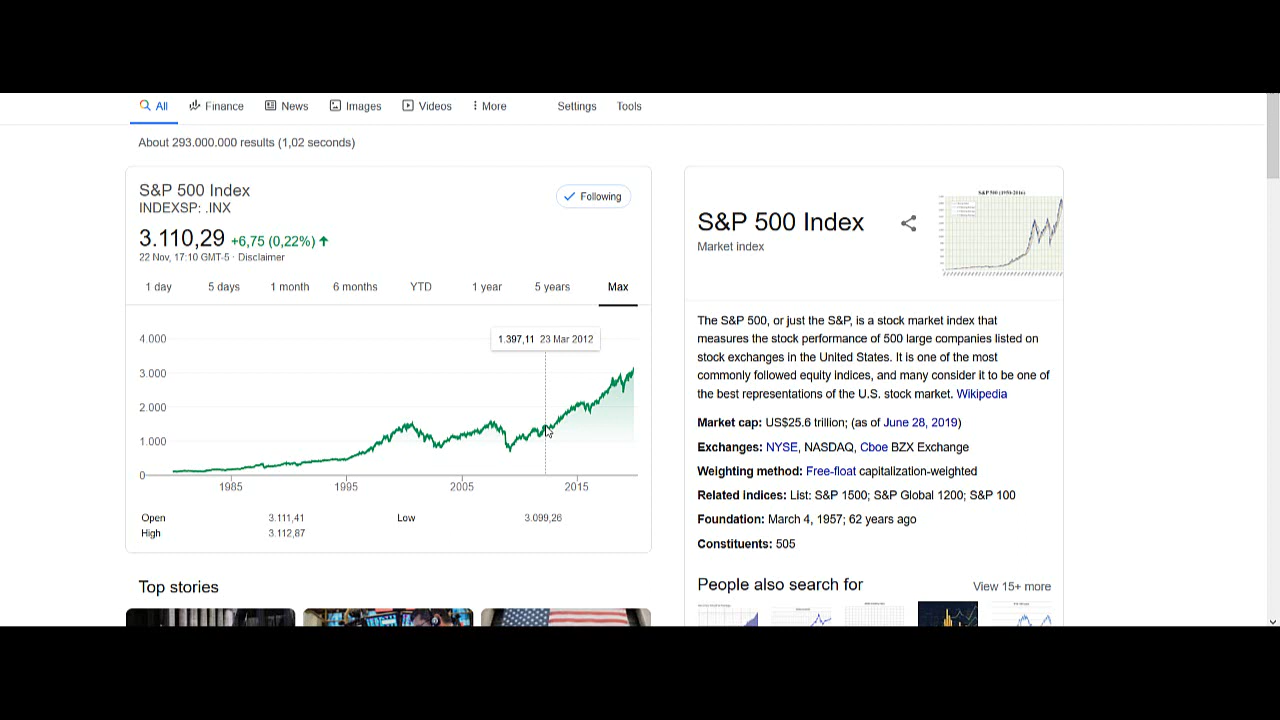 All Finance News Images Videos More Settings Tools
About 293.000.000 results (1,02 seconds)
S&P 500 Index
INDEXSP: .INX
Following
3.110,29 +6,75 (0,22%)
22 Nov, 17:10 GMT-5 · Disclaimer
1 day 5 days 1 month 6 months YTD 1 year 5 years Max
1.397,11 23 Mar 2012
4.000
3.000
2.000
1.000
0
1985 1995 2005 2015
Open 3.111,41 Low 3.099,26
High 3.112,87
Top stories
S&P 500 Index
Market index
S&P 500 (1950-2016)
The S&P 500, or just the S&P, is a stock market index that
measures the stock performance of 500 large companies listed on
stock exchanges in the United States. It is one of the most
commonly followed equity indices, and many consider it to be one of
the best representations of the U.S. stock market. Wikipedia
Market cap: US$25.6 trillion; (as of June 28, 2019)
Exchanges: NYSE, NASDAQ, Cboe BZX Exchange
Weighting method: Free-float capitalization-weighted
Related indices: List: S&P 1500; S&P Global 1200; S&P 100
Foundation: March 4, 1957; 62 years ago
Constituents: 505
People also search for View 15+ more